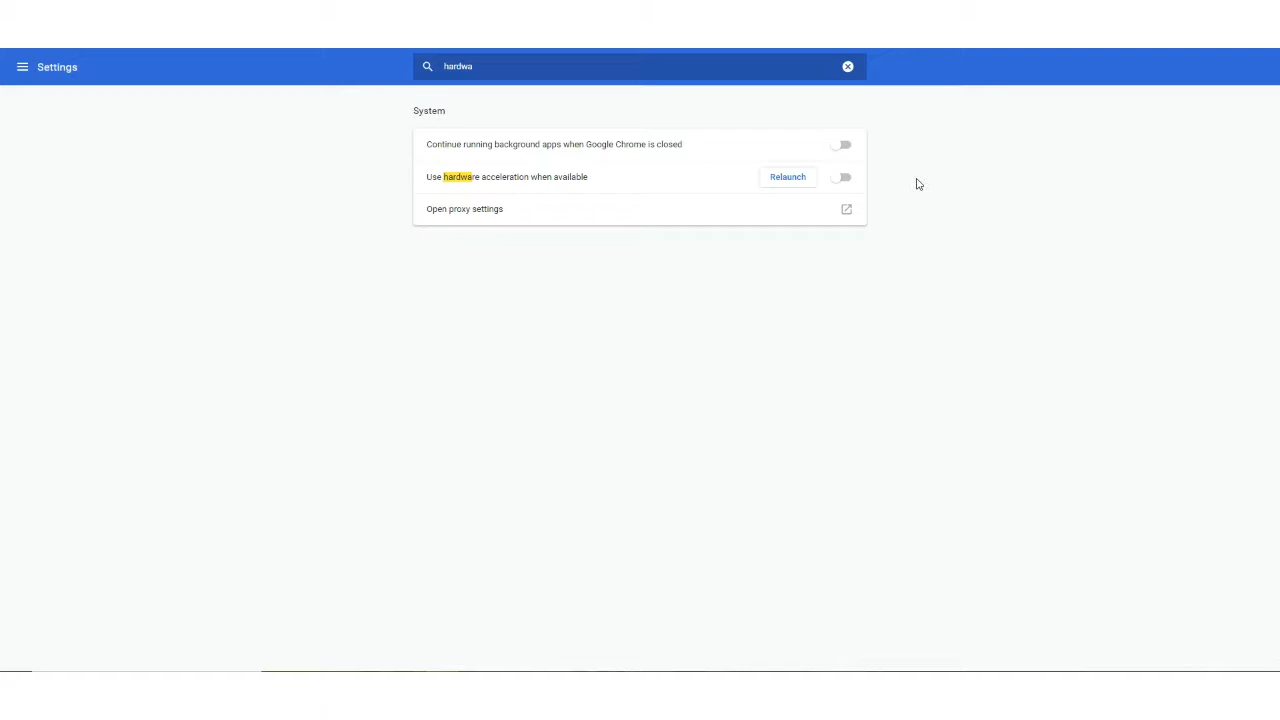 Settings
hardwa
System
Continue running background apps when Google Chrome is closed
Use hardware acceleration when available
Relaunch
Open proxy settings